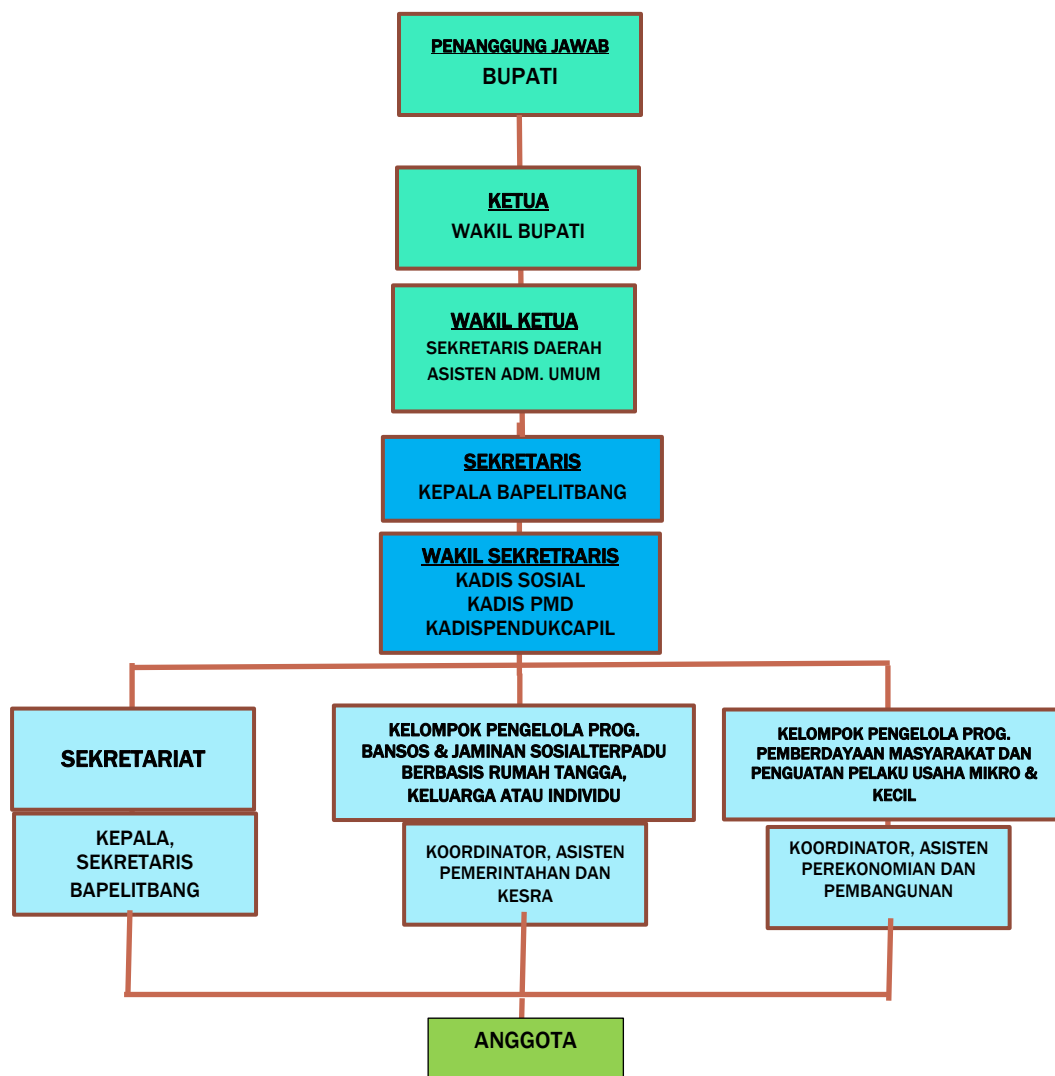 PENANGGUNG JAWAB
BUPATI
KETUA
WAKIL BUPATI
WAKIL KETUA
SEKRETARIS DAERAH
ASISTEN ADM. UMUM
SEKRETARIS
KEPALA BAPELITBANG
WAKIL SEKRETRARIS
KADIS SOSIAL
KADIS PMD
KADISPENDUKCAPIL
SEKRETARIAT
KEPALA,
SEKRETARIS
BAPELITBANG
KELOMPOK PENGELOLA PROG.
BANSOS & JAMINAN SOSIALTERPADU
BERBASIS RUMAH TANGGA,
KELUARGA ATAU INDIVIDU
KOORDINATOR, ASISTEN
PEMERINTAHAN DAN
KESRA
KELOMPOK PENGELOLA PROG.
PEMBERDAYAAN MASYARAKAT DAN
PENGUATAN PELAKU USAHA MIKRO &
KECIL
KOORDINATOR, ASISTEN
PEREKONOMIAN DAN
PEMBANGUNAN
ANGGOTA